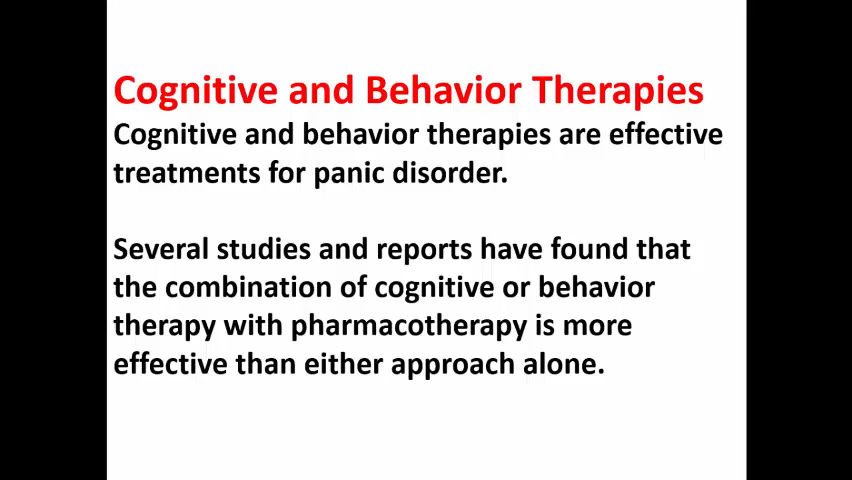 Cognitive and Behavior Therapies
Cognitive and behavior therapies are effective
treatments for panic disorder.
Several studies and reports have found that
the combination of cognitive or behavior
therapy with pharmacotherapy is more
effective than either approach alone.